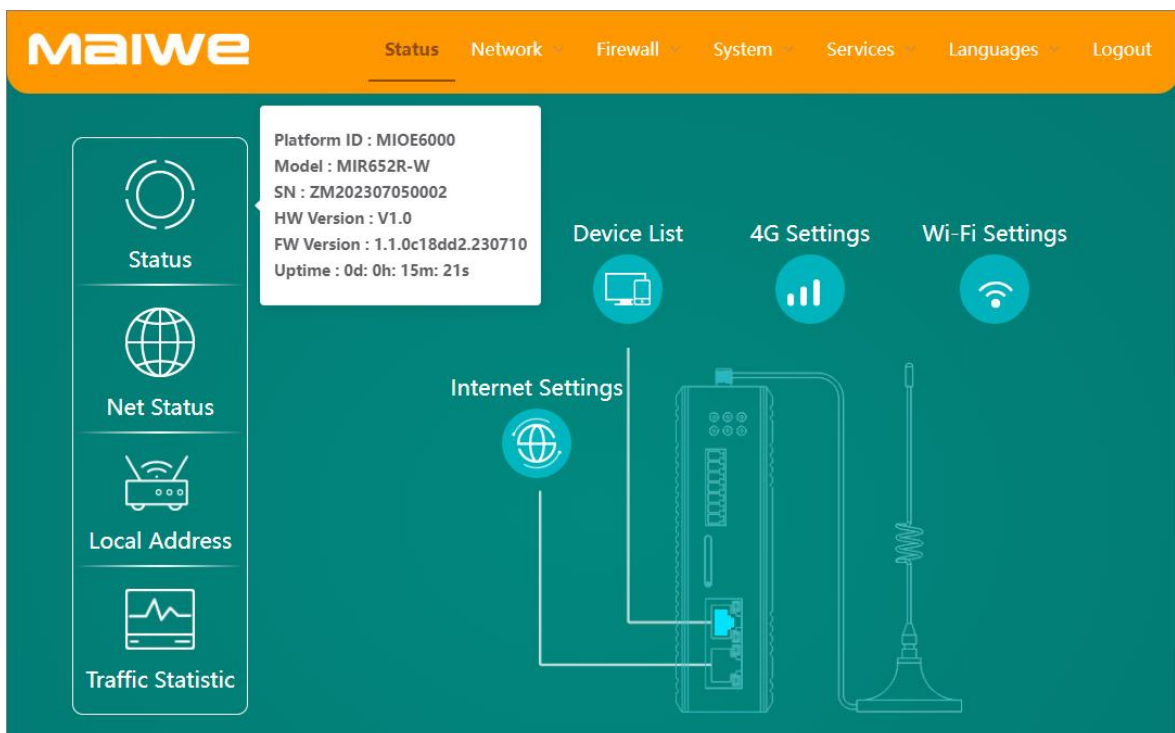 Maiwe
Status Network Firewall System Services Languages Logout
Platform ID : MIOE6000
Model : MIR652R-W
SN : ZM202307050002
HW Version : V1.0
FW Version : 1.1.0c18dd2.230710
Uptime : 0d: 0h: 15m: 21s
Status
Net Status
Local Address
Traffic Statistic
Device List
4G Settings
Wi-Fi Settings
Internet Settings